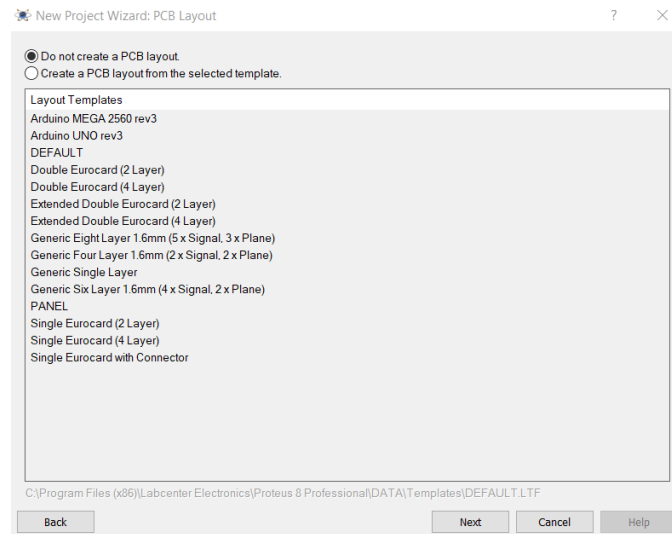 New Project Wizard: PCB Layout
Do not create a PCB layout.
Create a PCB layout from the selected template.
Layout Templates
Arduino MEGA 2560 rev3
Arduino UNO rev3
DEFAULT
Double Eurocard (2 Layer)
Double Eurocard (4 Layer)
Extended Double Eurocard (2 Layer)
Extended Double Eurocard (4 Layer)
Generic Eight Layer 1.6mm (5 x Signal, 3 x Plane)
Generic Four Layer 1.6mm (2 x Signal, 2 x Plane)
Generic Single Layer
Generic Six Layer 1.6mm (4 x Signal, 2 x Plane)
PANEL
Single Eurocard (2 Layer)
Single Eurocard (4 Layer)
Single Eurocard with Connector
C:\Program Files (x86)\Labcenter Electronics\Proteus 8 Professional\DATA\Templates\DEFAULT.LTF
Back Next Cancel Help